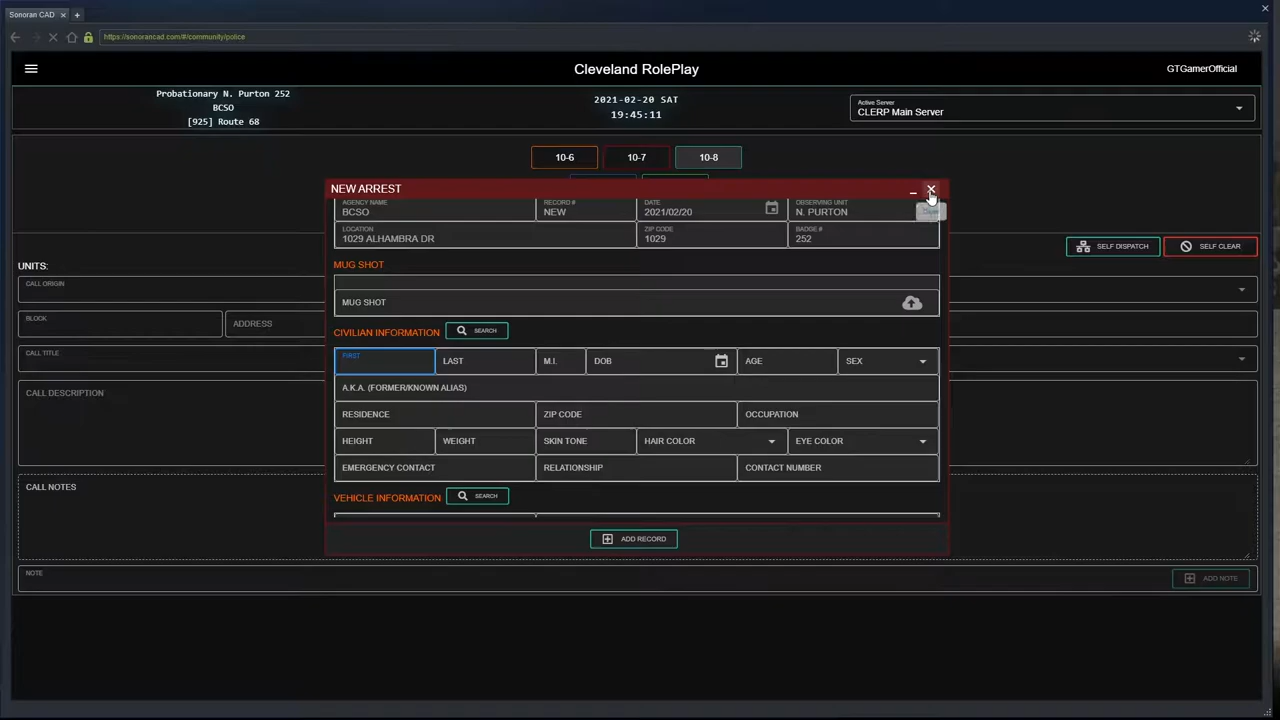 Sonoran CAD
https://sonorancad.com/#/community/police
Cleveland RolePlay
GTGamerOfficial
Probationary N. Purton 252
BCSO
[925] Route 68
2021-02-20 SAT
19:45:11
Active Server
CLERP Main Server
10-6
10-7
10-8
NEW ARREST
AGENCY NAME
BCSO
RECORD #
NEW
DATE
2021/02/20
OBSERVING UNIT
N. PURTON
LOCATION
1029 ALHAMBRA DR
ZIP CODE
1029
BADGE #
252
SELF DISPATCH
SELF CLEAR
UNITS:
CALL ORIGIN
BLOCK
ADDRESS
CALL TITLE
CALL DESCRIPTION
CALL NOTES
MUG SHOT
MUG SHOT
CIVILIAN INFORMATION
SEARCH
FIRST
LAST
M.I.
DOB
AGE
SEX
A.K.A. (FORMER/KNOWN ALIAS)
RESIDENCE
ZIP CODE
OCCUPATION
HEIGHT
WEIGHT
SKIN TONE
HAIR COLOR
EYE COLOR
EMERGENCY CONTACT
RELATIONSHIP
CONTACT NUMBER
VEHICLE INFORMATION
SEARCH
ADD RECORD
NOTE
ADD NOTE